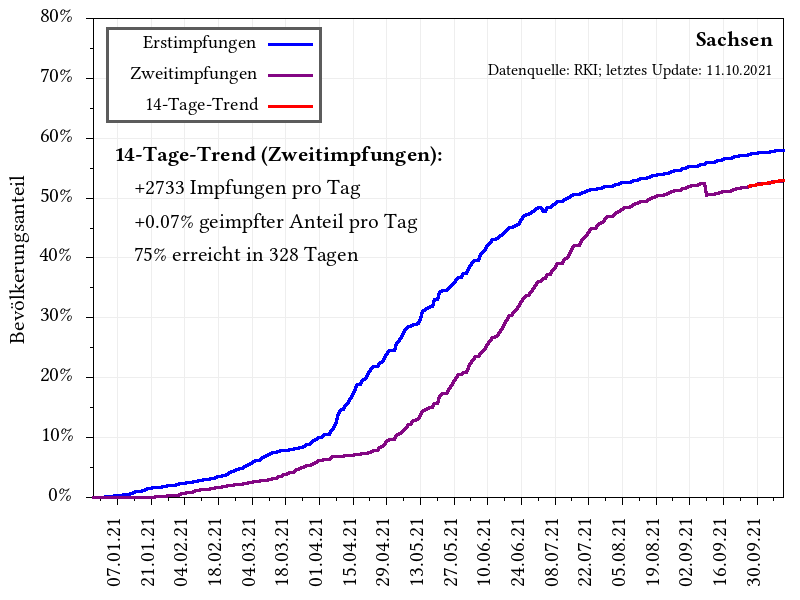 80%
70%
60%
50%
40%
30%
20%
10%
0%
Bevölkerungsanteil
Erstimpfungen
Zweitimpfungen
14-Tage-Trend
Sachsen
Datenquelle: RKI; letztes Update: 11.10.2021
14-Tage-Trend (Zweitimpfungen):
+2733 Impfungen pro Tag
+0.07% geimpfter Anteil pro Tag
75% erreicht in 328 Tagen
07.01.21
21.01.21
04.02.21
18.02.21
04.03.21
18.03.21
01.04.21
15.04.21
29.04.21
13.05.21
27.05.21
10.06.21
24.06.21
08.07.21
22.07.21
05.08.21
19.08.21
02.09.21
16.09.21
30.09.21